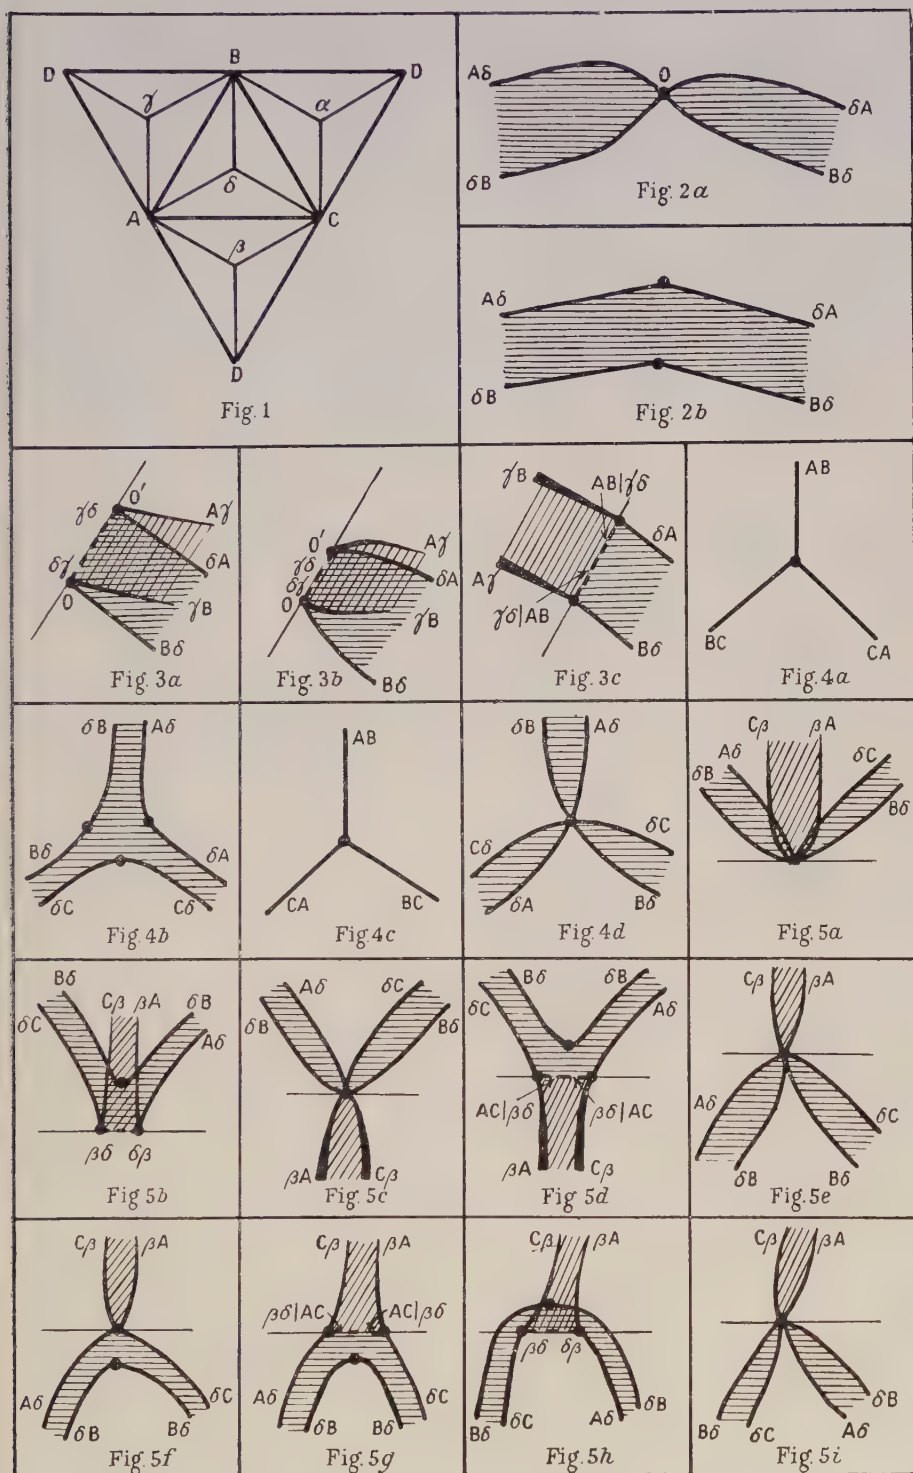 D B D
γ α
δ
A C
β
D
Fig. 1
Aδ O δA
δB Bδ
Fig. 2a
Aδ δA
δB Bδ
Fig. 2b
γδ O' Aγ
δA
δγ
O γB
Bδ
Fig. 3a
O' Aγ
γδ δA
δγ
O γB
Bδ
Fig. 3b
γB AB|γδ
δA
Aγ
γδ|AB
Bδ
Fig. 3c
AB
BC CA
Fig. 4a
δB Aδ
Bδ δA
δC Cδ
Fig. 4b
AB
CA BC
Fig. 4c
δB Aδ
Cδ δC
δA Bδ
Fig. 4d
Cβ βA
Aδ δC
δB Bδ
Fig. 5a
Bδ Cβ βA δB
δC Aδ
βδ δβ
Fig 5b
Aδ δC
δB Bδ
βA Cβ
Fig. 5c
Bδ δB
δC Aδ
AC|βδ βδ|AC
βA Cβ
Fig. 5d
Cβ βA
Aδ δC
δB Bδ
Fig. 5e
Cβ βA
Aδ δC
δB Bδ
Fig. 5f
Cβ βA
βδ|AC AC|βδ
Aδ δC
δB Bδ
Fig. 5g
Cβ βA
βδ δβ
δB
Bδ δC Aδ
Fig. 5h
Cβ βA
δB
Bδ δC Aδ
Fig. 5i